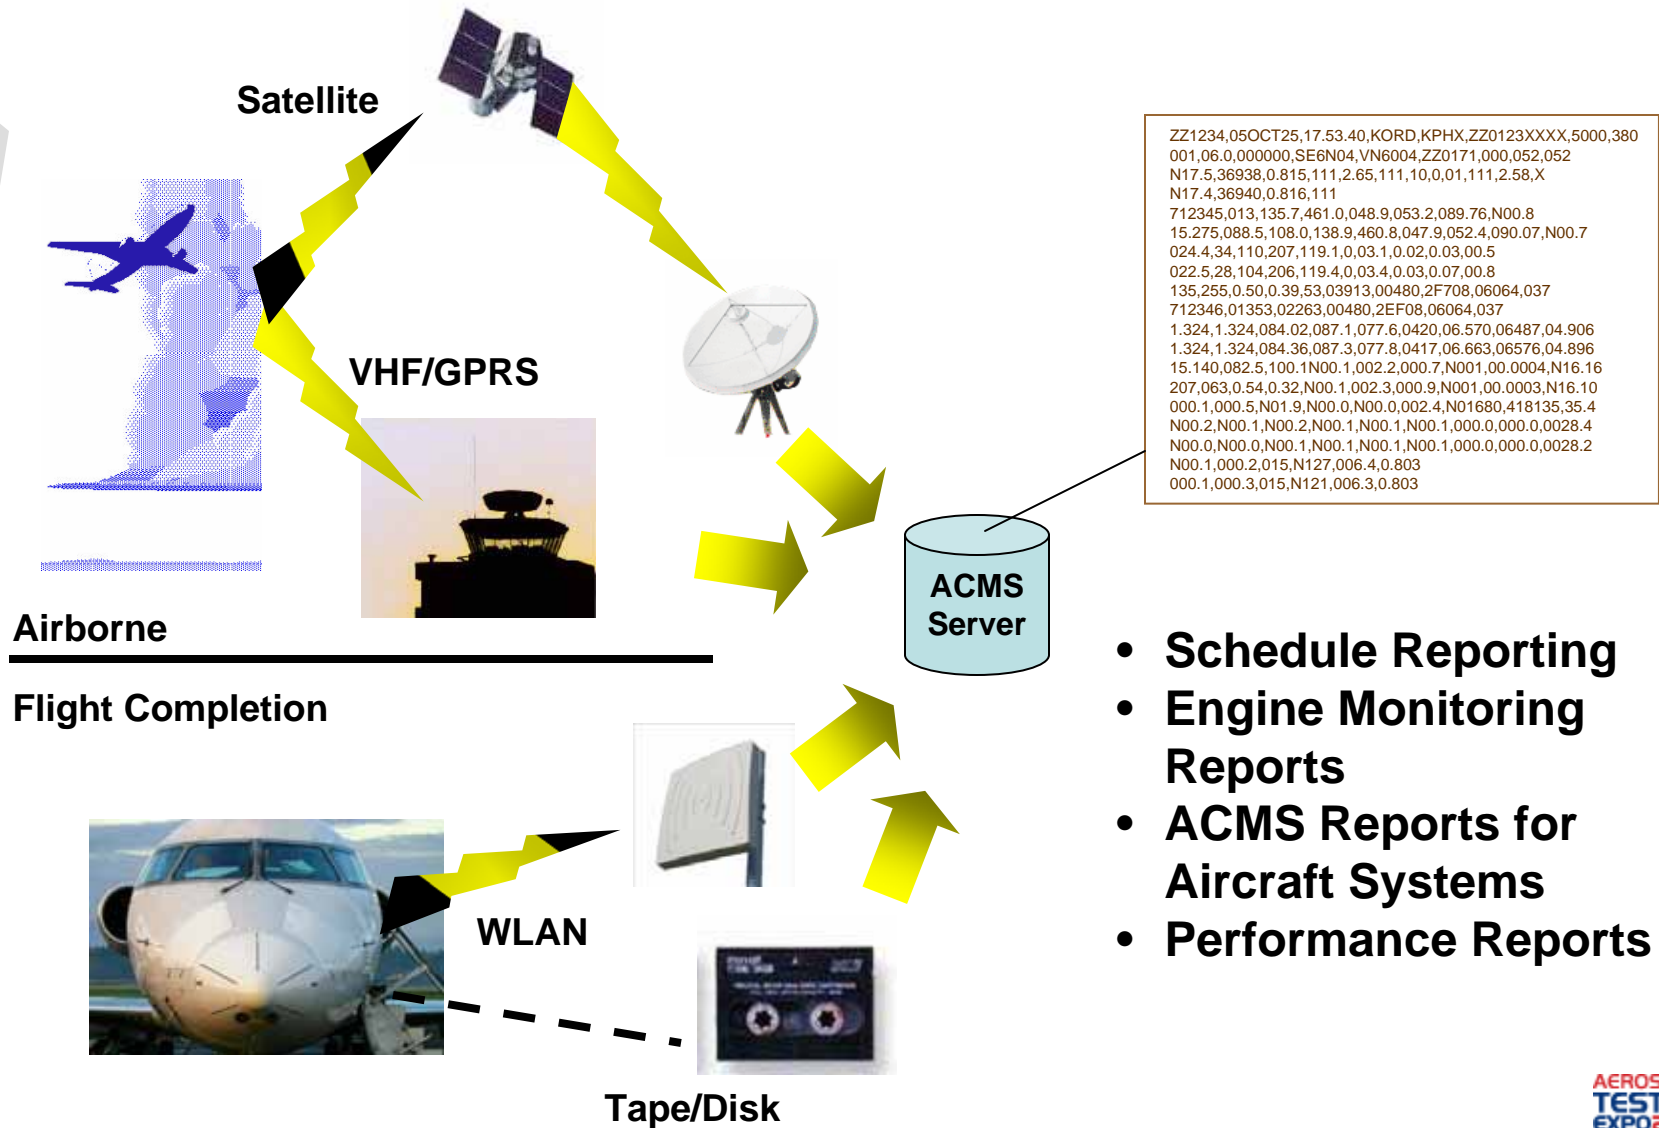 Satellite
ZZ1234,05OCT25,17.53.40,KORD,KPHX,ZZ0123XXXX,5000,380
001,06.0,000000,SE6N04,VN6004,ZZ0171,000,052,052
N17.5,36938,0.815,111,2.65,111,10,0,01,111,2.58,X
N17.4,36940,0.816,111
712345,013,135.7,461.0,048.9,053.2,089.76,N00.8
15.275,088.5,108.0,138.9,460.8,047.9,052.4,090.07,N00.7
024.4,34,110,207,119.1,0,03.1,0.02,0.03,00.5
022.5,28,104,206,119.4,0,03.4,0.03,0.07,00.8
135,255,0.50,0.39,53,03913,00480,2F708,06064,037
712346,01353,02263,00480,2EF08,06064,037
1.324,1.324,084.02,087.1,077.6,0420,06.570,06487,04.906
1.324,1.324,084.36,087.3,077.8,0417,06.663,06576,04.896
15.140,082.5,100.1N00.1,002.2,000.7,N001,00.0004,N16.16
207,063,0.54,0.32,N00.1,002.3,000.9,N001,00.0003,N16.10
000.1,000.5,N01.9,N00.0,N00.0,002.4,N01680,418135,35.4
N00.2,N00.1,N00.2,N00.1,N00.1,N00.1,000.0,000.0,0028.4
N00.0,N00.0,N00.1,N00.1,N00.1,N00.1,000.0,000.0,0028.2
N00.1,000.2,015,N127,006.4,0.803
000.1,000.3,015,N121,006.3,0.803
VHF/GPRS
ACMS
Server
Airborne
Flight Completion
• Schedule Reporting
• Engine Monitoring
Reports
• ACMS Reports for
Aircraft Systems
• Performance Reports
WLAN
Tape/Disk
AEROS
TEST
EXPO